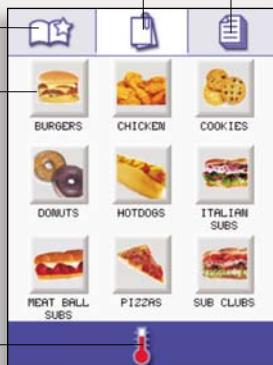 BURGERS CHICKEN COOKIES
DONUTS HOTDOGS ITALIAN
SUBS
MEAT BALL PIZZAS SUB CLUBS
SUBS